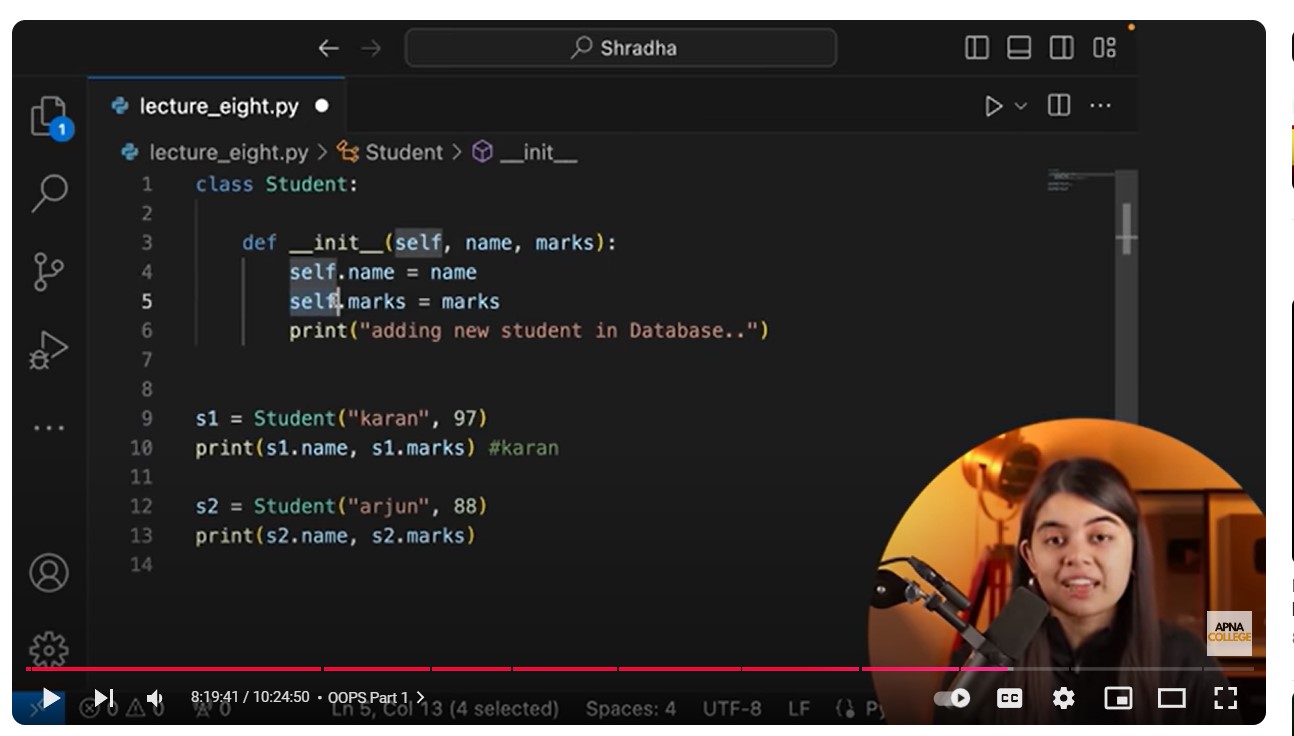 Shradha
lecture_eight.py
1
lecture_eight.py > Student > __init__
1 class Student:
2
3 def __init__(self, name, marks):
4 self.name = name
5 self.marks = marks
6 print("adding new student in Database..")
7
8
9 s1 = Student("karan", 97)
10 print(s1.name, s1.marks) #karan
11
12 s2 = Student("arjun", 88)
13 print(s2.name, s2.marks)
14
APNA
COLLEGE
8:19:41 / 10:24:50 • OOPS Part 1 >
CC
0 0 0 Ln 5, Col 13 (4 selected) Spaces: 4 UTF-8 LF